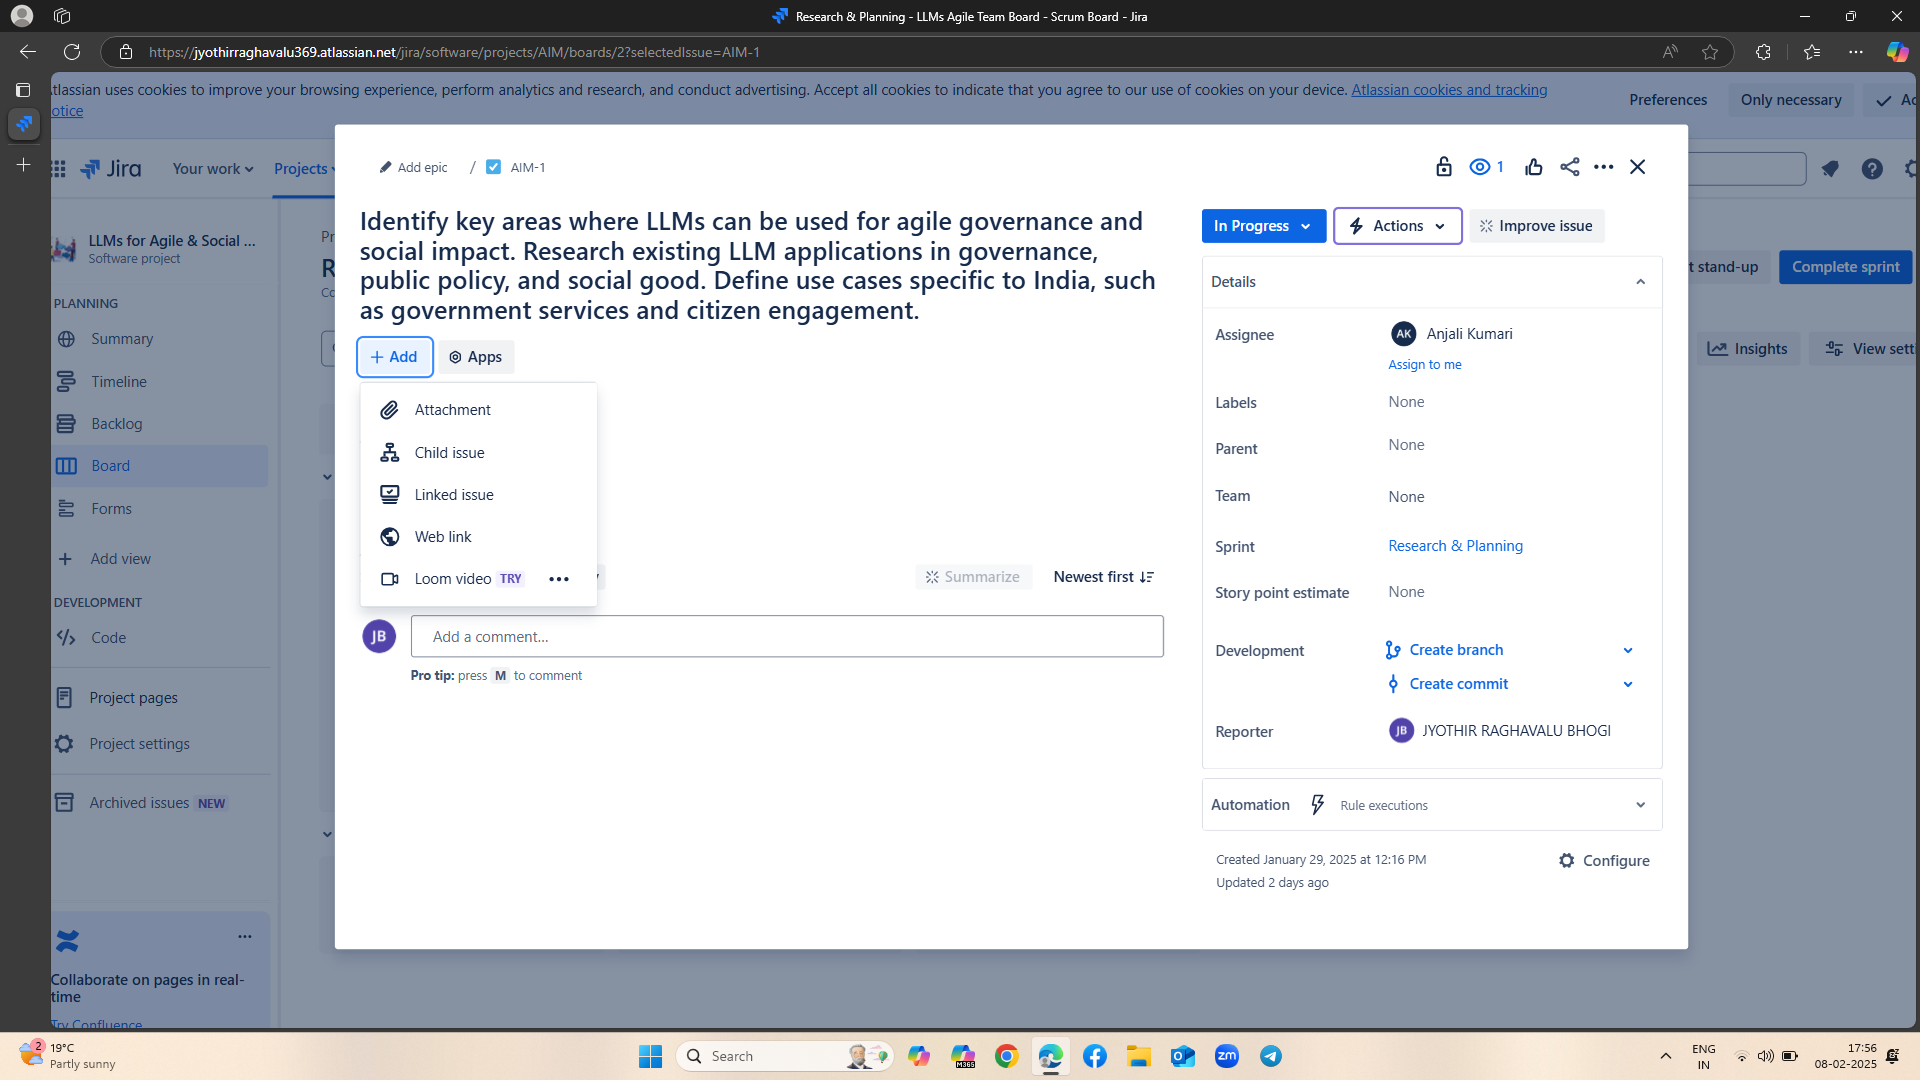 Research & Planning - LLMs Agile Team Board - Scrum Board - Jira
https://jyothirraghavalu369.atlassian.net/jira/software/projects/AIM/boards/2?selectedIssue=AIM-1
tlassian uses cookies to improve your browsing experience, perform analytics and research, and conduct advertising. Accept all cookies to indicate that you agree to our use of cookies on your device. Atlassian cookies and tracking
otice
Preferences
Only necessary
Jira
Your work
Projects
LLMs for Agile & Social ...
Software project
PLANNING
Summary
Timeline
Backlog
Board
Forms
Add view
DEVELOPMENT
Code
Project pages
Project settings
Archived issues NEW
Collaborate on pages in real-
time
Try Confluence
Add epic / AIM-1
1
Identify key areas where LLMs can be used for agile governance and
social impact. Research existing LLM applications in governance,
public policy, and social good. Define use cases specific to India, such
as government services and citizen engagement.
+ Add
Apps
Attachment
Child issue
Linked issue
Web link
Loom video TRY
Summarize
Newest first
JB
Add a comment...
Pro tip: press M to comment
In Progress
Actions
Improve issue
Details
Assignee
AK Anjali Kumari
Assign to me
Labels
None
Parent
None
Team
None
Sprint
Research & Planning
Story point estimate
None
Development
Create branch
Create commit
Reporter
JB JYOTHIR RAGHAVALU BHOGI
Automation
Rule executions
Created January 29, 2025 at 12:16 PM
Updated 2 days ago
Configure
t stand-up
Complete sprint
Insights
View setti
2
19°C
Partly sunny
Search
M365
zm
ENG
IN
17:56
08-02-2025